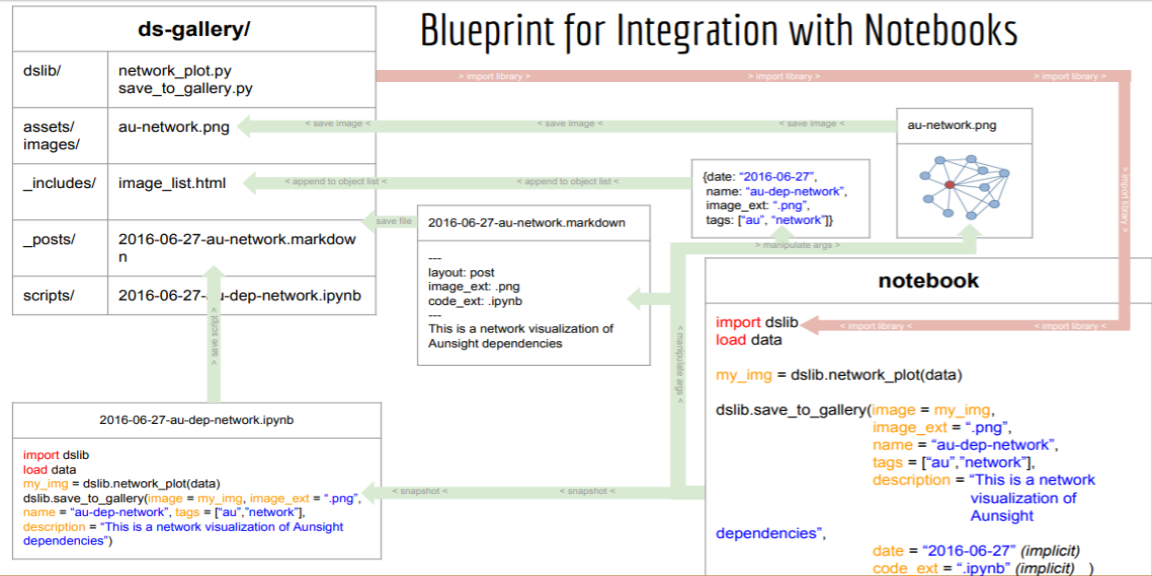 Blueprint for Integration with Notebooks
ds-gallery/
dslib/
network_plot.py
save_to_gallery.py
assets/
images/
au-network.png
_includes/
image_list.html
_posts/
2016-06-27-au-network.markdow
n
scripts/
2016-06-27-au-dep-network.ipynb
> import library >
> import library >
> import library >
> import library >
< import library <
< import library <
< save image <
< save image <
< save image <
au-network.png
< append to object list <
< append to object list <
{date: “2016-06-27”,
name: “au-dep-network”,
image_ext: “.png”,
tags: [“au”, “network”]}
save file
2016-06-27-au-network.markdown
---
layout: post
image_ext: .png
code_ext: .ipynb
---
This is a network visualization of
Aunsight dependencies
> manipulate args >
< manipulate args >
> save script >
< snapshot <
< snapshot <
2016-06-27-au-dep-network.ipynb
import dslib
load data
my_img = dslib.network_plot(data)
dslib.save_to_gallery(image = my_img, image_ext = “.png”,
name = “au-dep-network”, tags = [“au”,”network”],
description = “This is a network visualization of Aunsight
dependencies”)
notebook
import dslib
load data
my_img = dslib.network_plot(data)
dslib.save_to_gallery(image = my_img,
image_ext = “.png”,
name = “au-dep-network”,
tags = [“au”,”network”],
description = “This is a network
visualization of
Aunsight
dependencies”,
date = “2016-06-27” (implicit)
code_ext = “.ipynb” (implicit) )